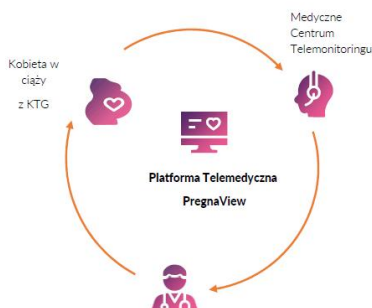 Medyczne
Centrum
Telemonitoringu
Kobieta w
ciąży
z KTG
Platforma Telemedyczna
PregnaView